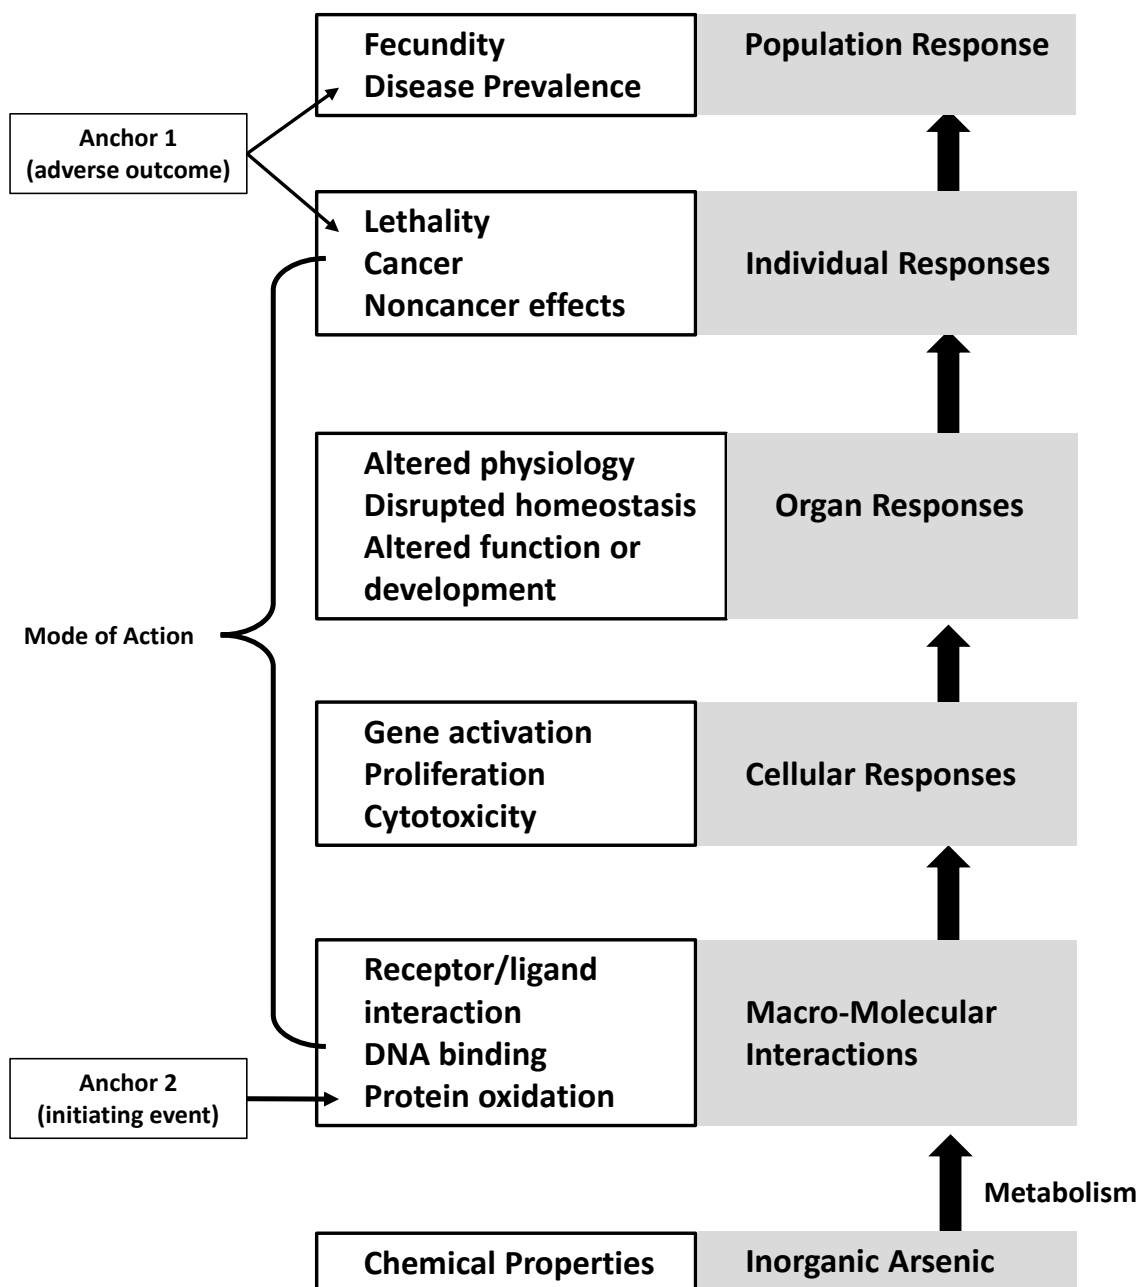 Fecundity
Disease Prevalence
Population Response
Anchor 1
(adverse outcome)
Lethality
Cancer
Noncancer effects
Individual Responses
Altered physiology
Disrupted homeostasis
Altered function or
development
Organ Responses
Mode of Action
Gene activation
Proliferation
Cytotoxicity
Cellular Responses
Receptor/ligand
interaction
DNA binding
Protein oxidation
Macro-Molecular
Interactions
Anchor 2
(initiating event)
Metabolism
Chemical Properties
Inorganic Arsenic